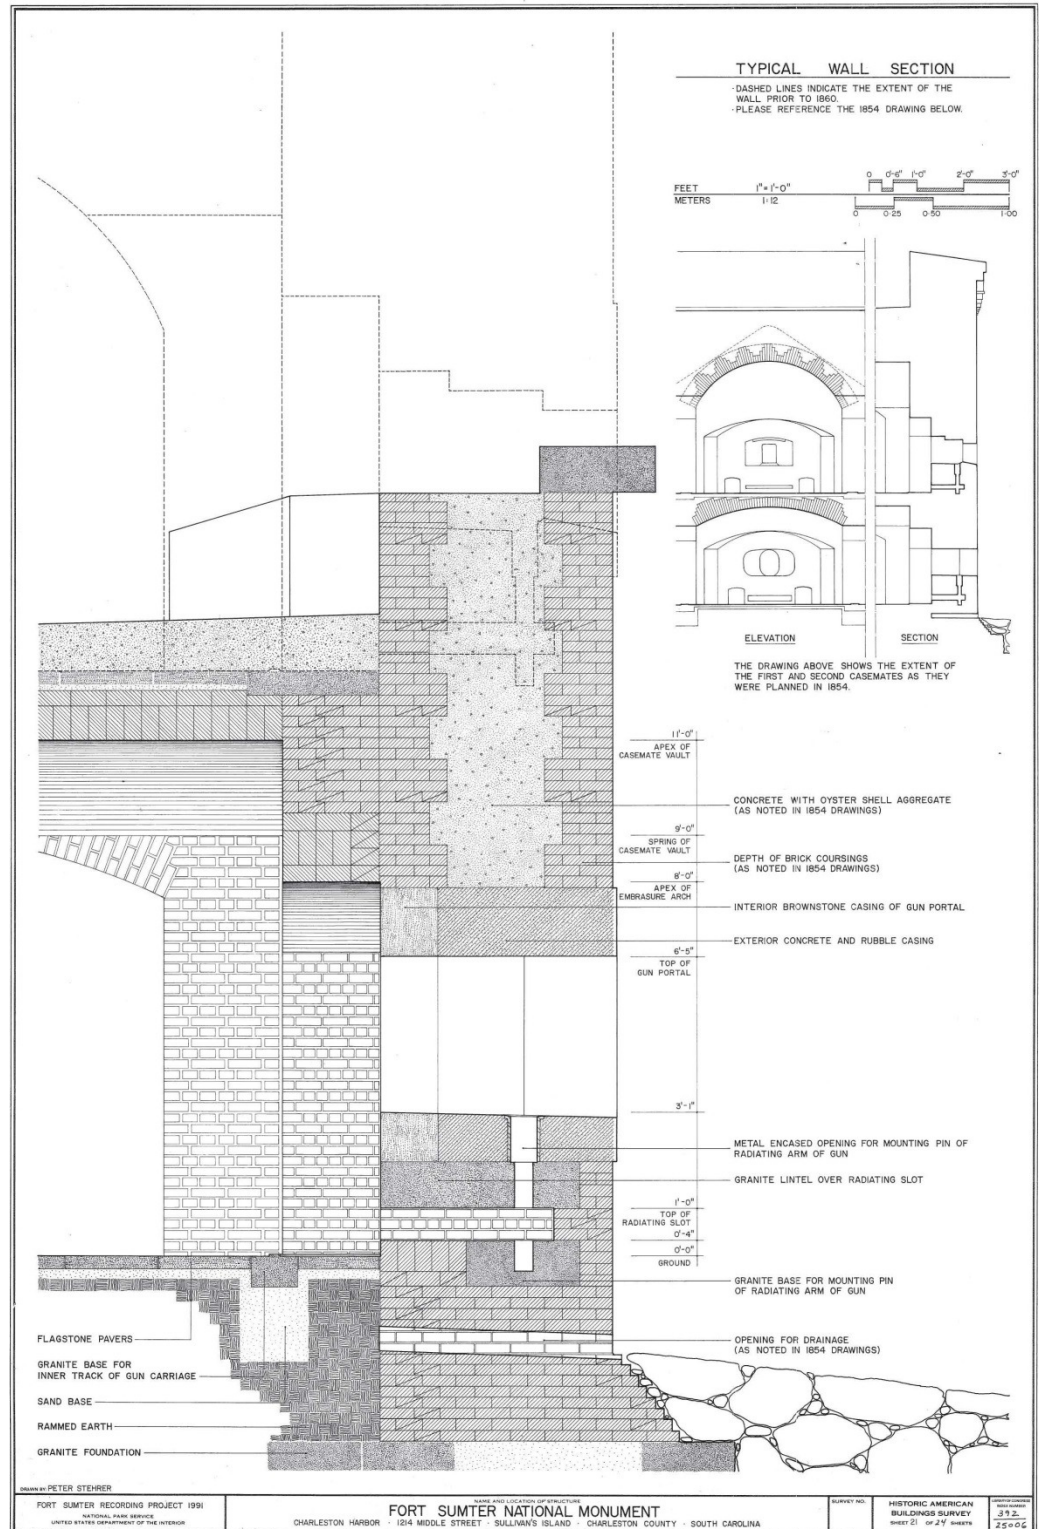 TYPICAL WALL SECTION
- DASHED LINES INDICATE THE EXTENT OF THE
WALL PRIOR TO 1860.
- PLEASE REFERENCE THE 1854 DRAWING BELOW.
0 0'-6" 1'-0" 2'-0" 3'-0"
FEET 1" = 1'-0"
METERS 1:12
0 0·25 0·50 1·00
ELEVATION
SECTION
THE DRAWING ABOVE SHOWS THE EXTENT OF
THE FIRST AND SECOND CASEMATES AS THEY
WERE PLANNED IN 1854.
11'-0"
APEX OF
CASEMATE VAULT
CONCRETE WITH OYSTER SHELL AGGREGATE
(AS NOTED IN 1854 DRAWINGS)
9'-0"
SPRING OF
CASEMATE VAULT
DEPTH OF BRICK COURSINGS
(AS NOTED IN 1854 DRAWINGS)
8'-0"
APEX OF
EMBRASURE ARCH
INTERIOR BROWNSTONE CASING OF GUN PORTAL
EXTERIOR CONCRETE AND RUBBLE CASING
6'-5"
TOP OF
GUN PORTAL
3'-1"
METAL ENCASED OPENING FOR MOUNTING PIN OF
RADIATING ARM OF GUN
GRANITE LINTEL OVER RADIATING SLOT
1'-0"
TOP OF
RADIATING SLOT
0'-4"
0'-0"
GROUND
GRANITE BASE FOR MOUNTING PIN
OF RADIATING ARM OF GUN
OPENING FOR DRAINAGE
(AS NOTED IN 1854 DRAWINGS)
FLAGSTONE PAVERS
GRANITE BASE FOR
INNER TRACK OF GUN CARRIAGE
SAND BASE
RAMMED EARTH
GRANITE FOUNDATION
DRAWN BY: PETER STEHRER
FORT SUMTER RECORDING PROJECT 1991
NATIONAL PARK SERVICE
UNITED STATES DEPARTMENT OF THE INTERIOR
NAME AND LOCATION OF STRUCTURE
FORT SUMTER NATIONAL MONUMENT
CHARLESTON HARBOR · 1214 MIDDLE STREET · SULLIVAN'S ISLAND · CHARLESTON COUNTY · SOUTH CAROLINA
SURVEY NO.
HISTORIC AMERICAN
BUILDINGS SURVEY
SHEET 21 OF 24 SHEETS
LIBRARY OF CONGRESS
INDEX NUMBER
392
25006